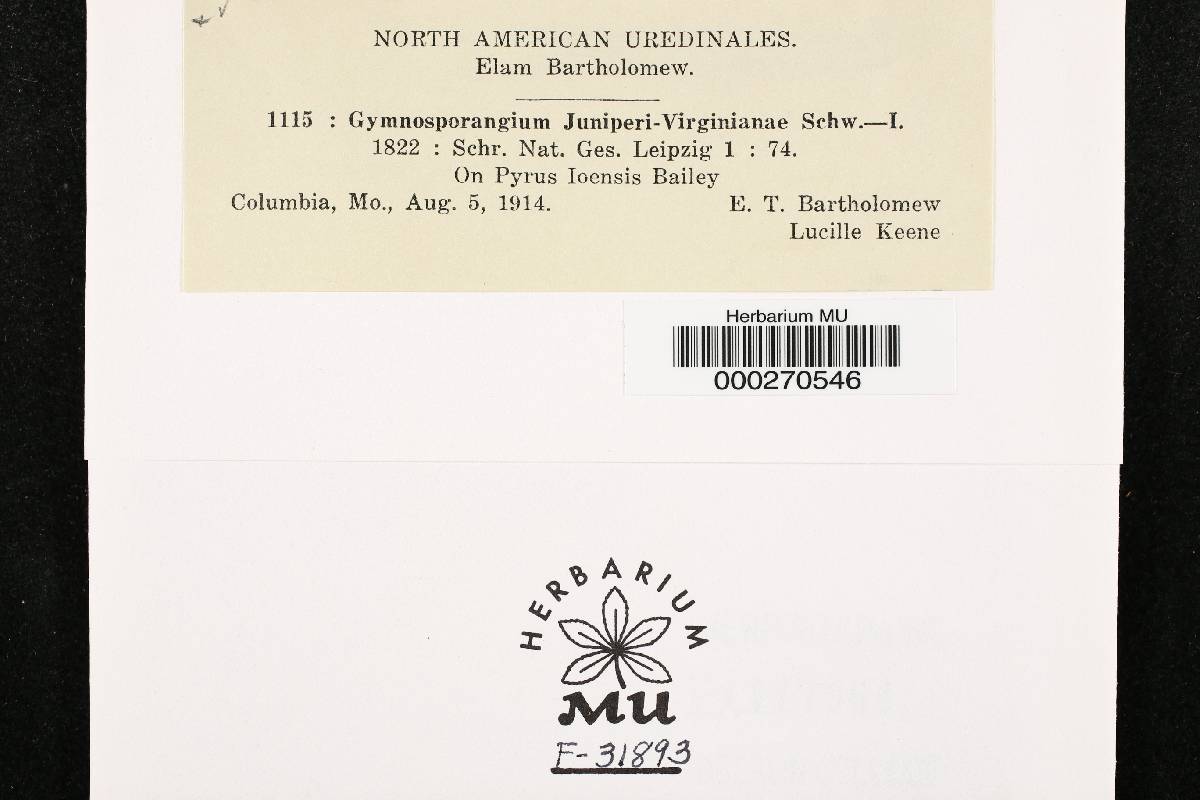 NORTH AMERICAN UREDINALES.
Elam Bartholomew.
1115 : Gymnosporangium Juniperi-Virginianae Schw.—I.
1822 : Schr. Nat. Ges. Leipzig 1 : 74.
On Pyrus Ioensis Bailey
Columbia, Mo., Aug. 5, 1914. E. T. Bartholomew
Lucille Keene
Herbarium MU
000270546
HERBARIUM
MU
F-31893